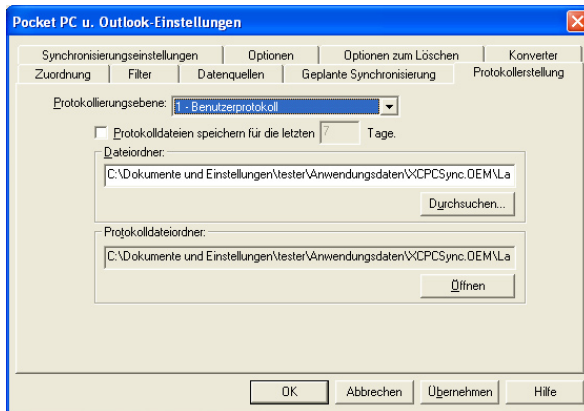 Pocket PC u. Outlook-Einstellungen
Synchronisierungseinstellungen Optionen Optionen zum Löschen Konverter
Zuordnung Filter Datenquellen Geplante Synchronisierung Protokollerstellung
Protokollierungsebene: 1 - Benutzerprotokoll
Protokolldateien speichern für die letzten 7 Tage.
Dateiordner:
C:\Dokumente und Einstellungen\tester\Anwendungsdaten\XCPCSync.OEM\La
Durchsuchen...
Protokolldateiordner:
C:\Dokumente und Einstellungen\tester\Anwendungsdaten\XCPCSync.OEM\La
Öffnen
OK Abbrechen Übernehmen Hilfe